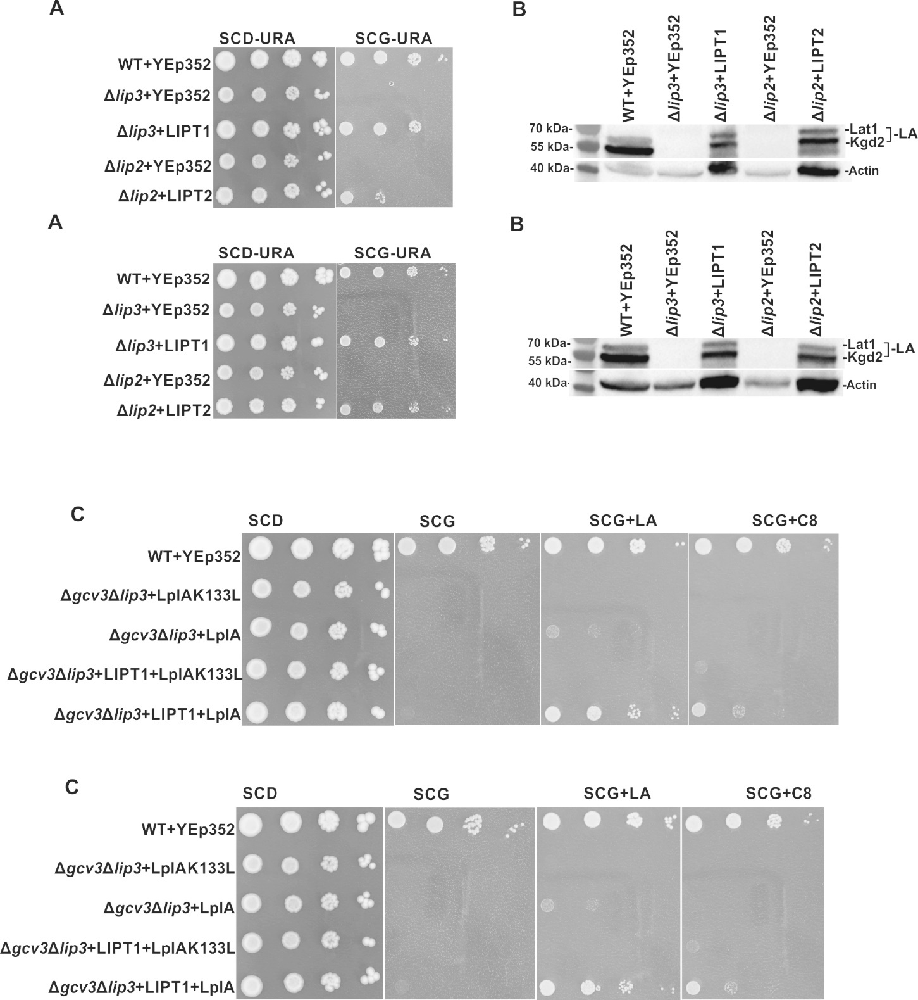 A
SCD-URA SCG-URA
WT+YEp352
Δlip3+YEp352
Δlip3+LIPT1
Δlip2+YEp352
Δlip2+LIPT2
B
WT+YEp352
Δlip3+YEp352
Δlip3+LIPT1
Δlip2+YEp352
Δlip2+LIPT2
70 kDa-
55 kDa-
40 kDa-
-Lat1
-Kgd2
]-LA
-Actin
A
SCD-URA SCG-URA
WT+YEp352
Δlip3+YEp352
Δlip3+LIPT1
Δlip2+YEp352
Δlip2+LIPT2
B
WT+YEp352
Δlip3+YEp352
Δlip3+LIPT1
Δlip2+YEp352
Δlip2+LIPT2
70 kDa-
55 kDa-
40 kDa-
-Lat1
-Kgd2
]-LA
-Actin
C
SCD SCG SCG+LA SCG+C8
WT+YEp352
Δgcv3Δlip3+LplAK133L
Δgcv3Δlip3+LplA
Δgcv3Δlip3+LIPT1+LplAK133L
Δgcv3Δlip3+LIPT1+LplA
C
SCD SCG SCG+LA SCG+C8
WT+YEp352
Δgcv3Δlip3+LplAK133L
Δgcv3Δlip3+LplA
Δgcv3Δlip3+LIPT1+LplAK133L
Δgcv3Δlip3+LIPT1+LplA